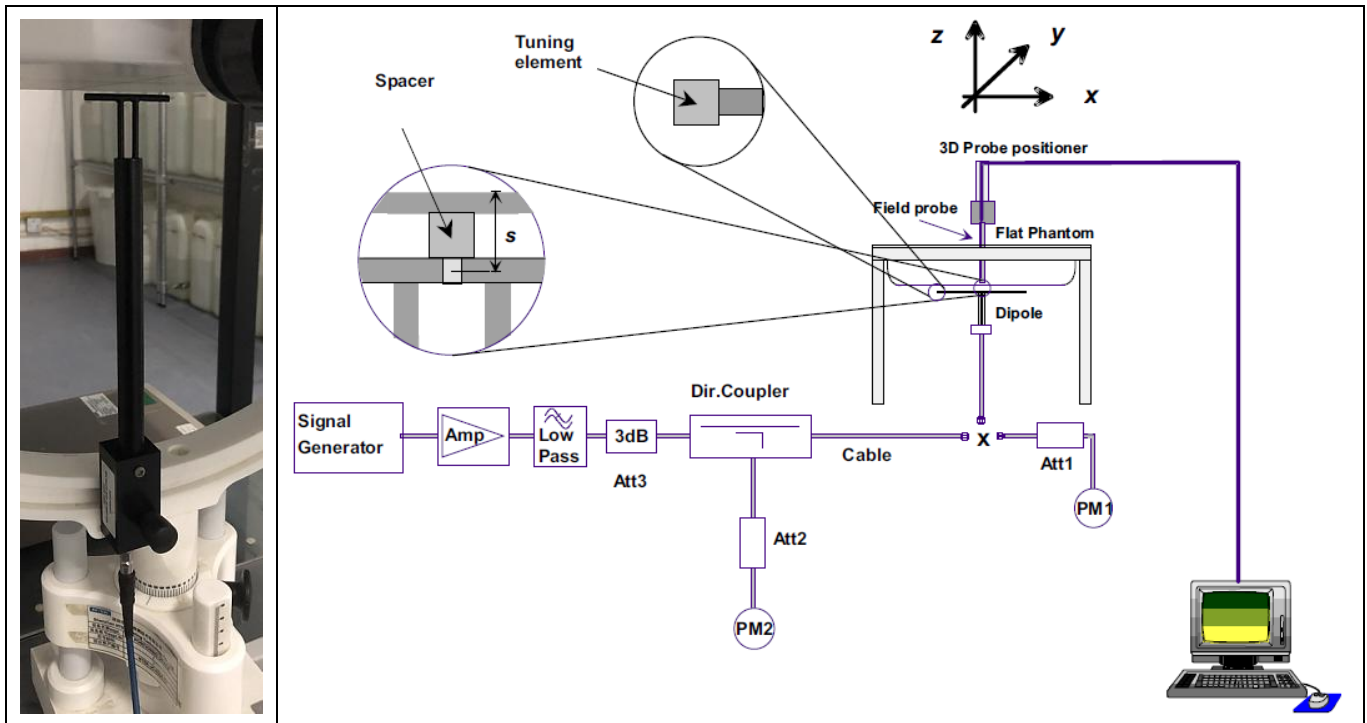 Tuning
element
Spacer
s
z
y
x
3D Probe positioner
Field probe
Flat Phantom
Dipole
Dir.Coupler
Signal
Generator
Amp
Low
Pass
3dB
Att3
Cable
x
Att1
PM1
Att2
PM2